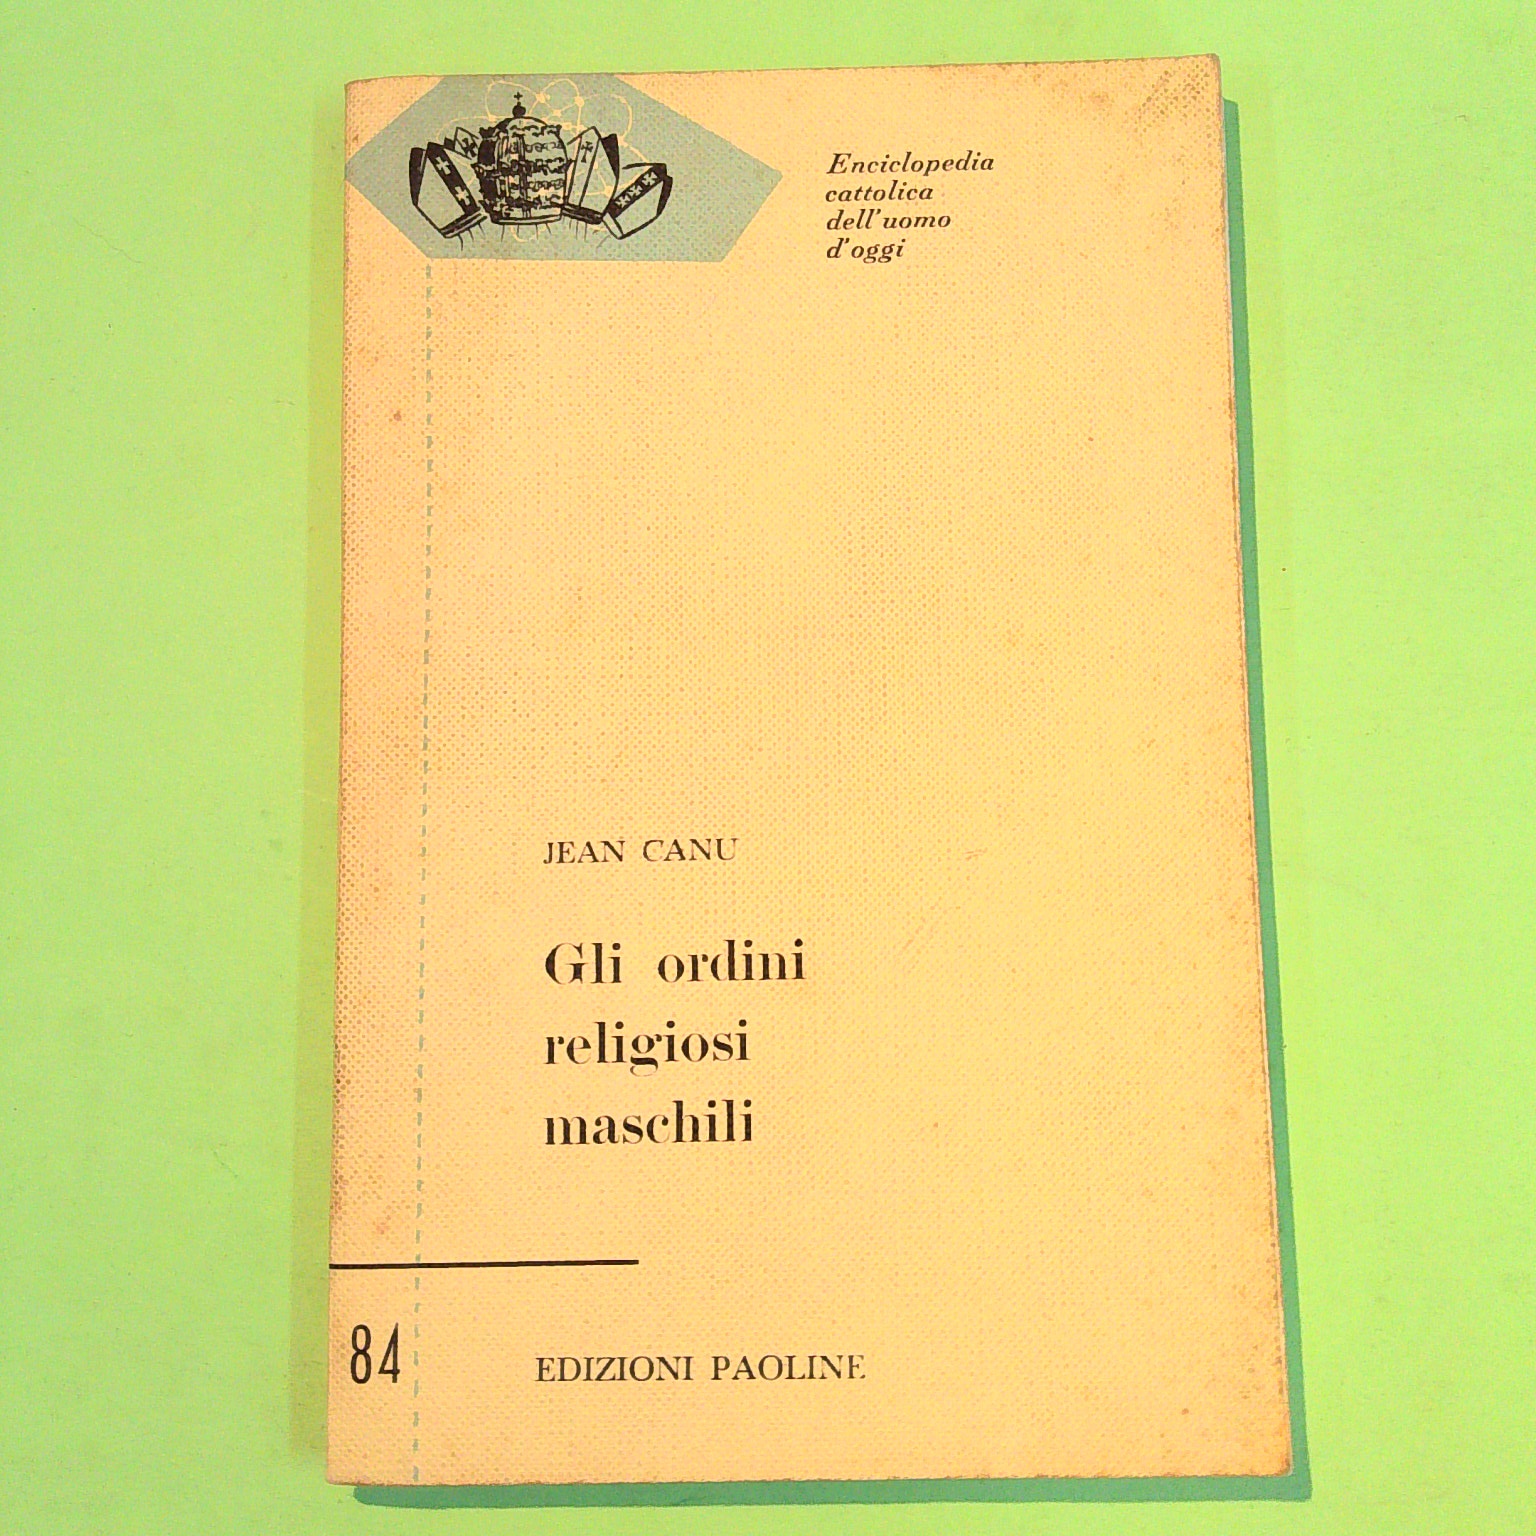 Enciclopedia
cattolica
dell'uomo
d'oggi
JEAN CANU
Gli ordini
religiosi
maschili
84
EDIZIONI PAOLINE